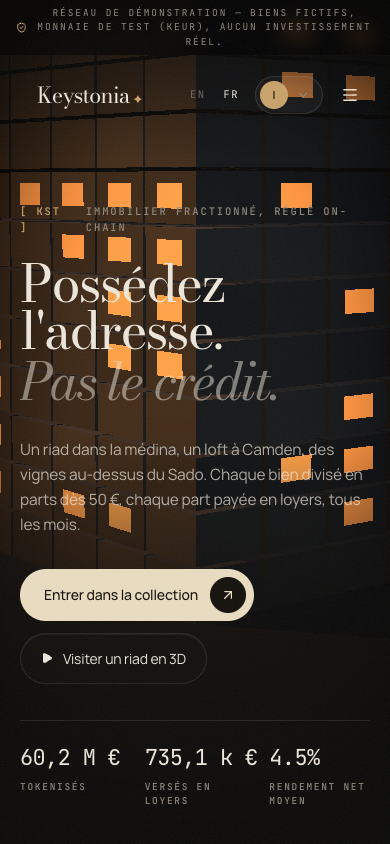 RÉSEAU DE DÉMONSTRATION — BIENS FICTIFS,
MONNAIE DE TEST (KEUR), AUCUN INVESTISSEMENT
RÉEL.
Keystonia EN FR I
[ KST ] IMMOBILIER FRACTIONNÉ, RÉGLÉ ON-
CHAIN
Possédez
l'adresse.
Pas le crédit.
Un riad dans la médina, un loft à Camden, des
vignes au-dessus du Sado. Chaque bien divisé en
parts dès 50 €, chaque part payée en loyers, tous
les mois.
Entrer dans la collection
Visiter un riad en 3D
60,2 M € 735,1 k € 4.5%
TOKENISÉS VERSÉS EN RENDEMENT NET
LOYERS MOYEN